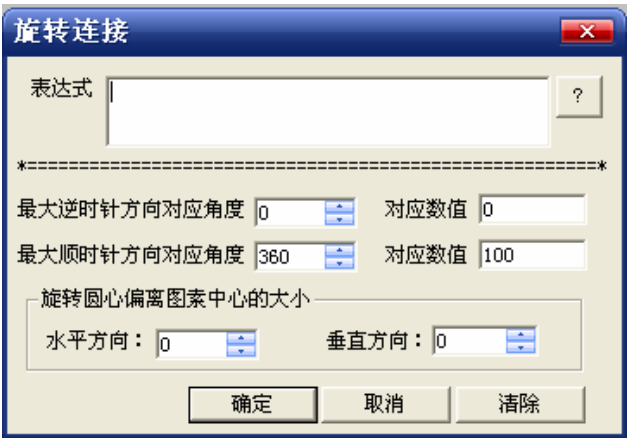 旋转连接
表达式 ?
*=======================================================*
最大逆时针方向对应角度 0 对应数值 0
最大顺时针方向对应角度 360 对应数值 100
旋转圆心偏离图素中心的大小
水平方向： 0 垂直方向： 0
确定 取消 清除